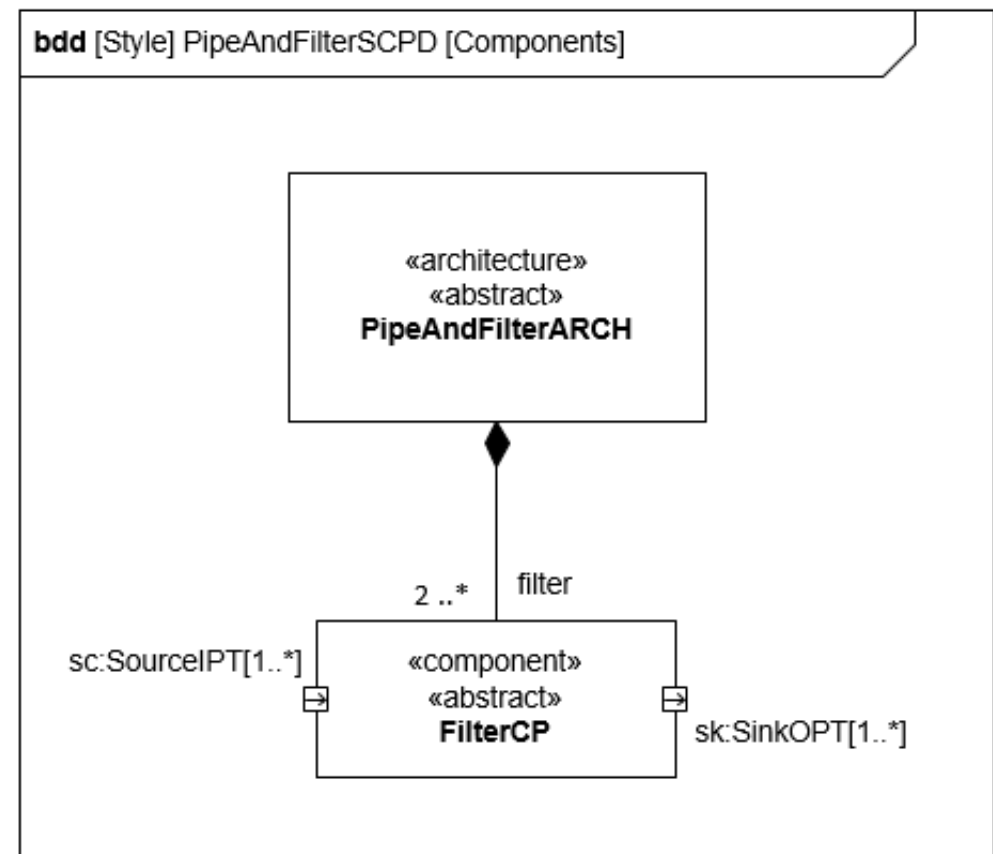 bdd [Style] PipeAndFilterSCPD [Components]
«architecture»
«abstract»
PipeAndFilterARCH
2 ..*
filter
sc:SourceIPT[1..*]
«component»
«abstract»
FilterCP
sk:SinkOPT[1..*]